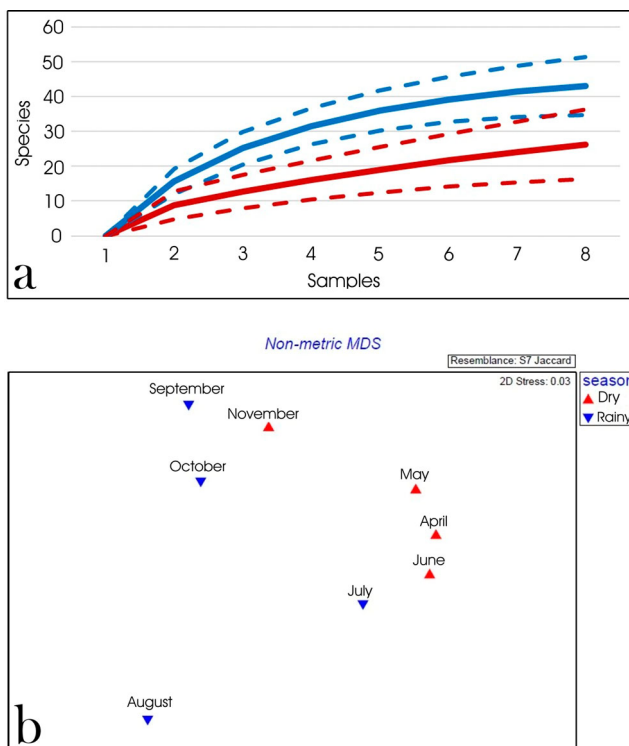 60
50
40
30
20
10
0
Species
1 2 3 4 5 6 7 8
Samples
a
Non-metric MDS
Resemblance: S7 Jaccard
2D Stress: 0.03
season
Dry
Rainy
September
November
October
May
April
June
July
August
b